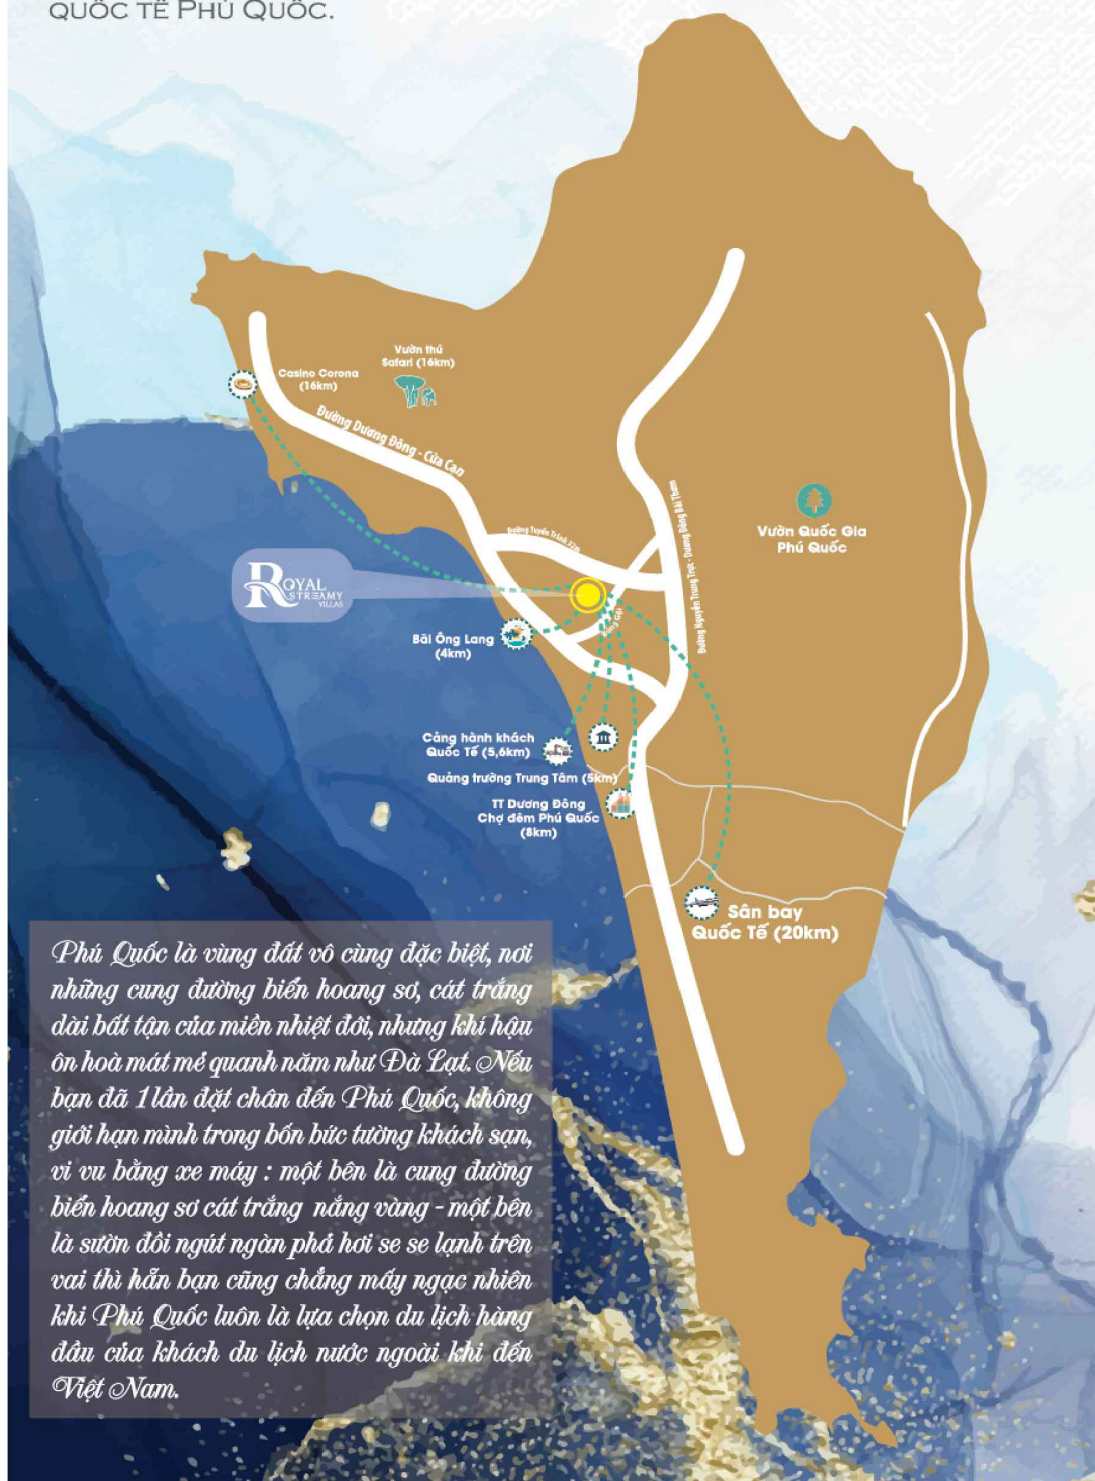 QUỐC TẾ PHÚ QUỐC.
Vườn thú
Safari (16km)
Casino Corona
(16km)
Đường Dương Đông - Cửa Cạn
Đường Tuyến Tránh 32m
Đường Nguyễn Trung Trực - Dương Đông Bãi Thơm
Vườn Quốc Gia
Phú Quốc
ROYAL
STREAMY
VILLAS
Bãi Ông Lang
(4km)
Cảng hành khách
Quốc Tế (5,6km)
Quảng trường Trung Tâm (5km)
TT Dương Đông
Chợ đêm Phú Quốc
(8km)
Sân bay
Quốc Tế (20km)
Phú Quốc là vùng đất vô cùng đặc biệt, nơi
những cung đường biển hoang sơ, cát trắng
dài bất tận của miền nhiệt đới, nhưng khí hậu
ôn hoà mát mẻ quanh năm như Đà Lạt. Nếu
bạn đã 1 lần đặt chân đến Phú Quốc, không
giới hạn mình trong bốn bức tường khách sạn,
vi vu bằng xe máy : một bên là cung đường
biển hoang sơ cát trắng nắng vàng - một bên
là sườn đồi ngút ngàn phả hơi se se lạnh trên
vai thì hẳn bạn cũng chẳng mấy ngạc nhiên
khi Phú Quốc luôn là lựa chọn du lịch hàng
đầu của khách du lịch nước ngoài khi đến
Việt Nam.